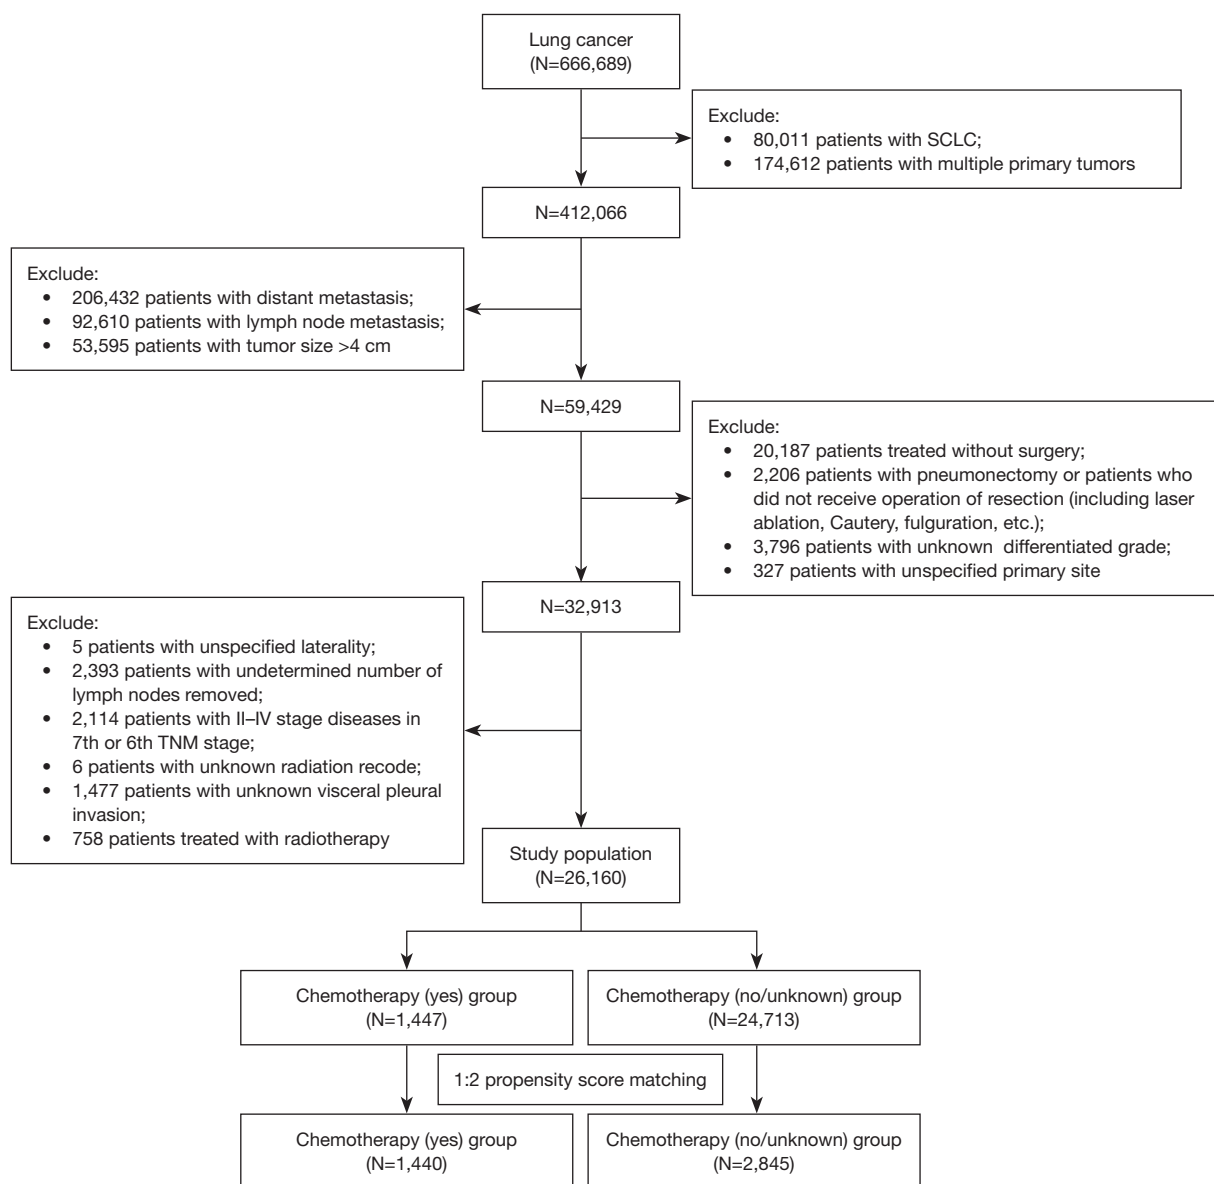 Lung cancer
(N=666,689)
Exclude:
• 80,011 patients with SCLC;
• 174,612 patients with multiple primary tumors
N=412,066
Exclude:
• 206,432 patients with distant metastasis;
• 92,610 patients with lymph node metastasis;
• 53,595 patients with tumor size >4 cm
N=59,429
Exclude:
• 20,187 patients treated without surgery;
• 2,206 patients with pneumonectomy or patients who
did not receive operation of resection (including laser
ablation, Cautery, fulguration, etc.);
• 3,796 patients with unknown differentiated grade;
• 327 patients with unspecified primary site
N=32,913
Exclude:
• 5 patients with unspecified laterality;
• 2,393 patients with undetermined number of
lymph nodes removed;
• 2,114 patients with II–IV stage diseases in
7th or 6th TNM stage;
• 6 patients with unknown radiation recode;
• 1,477 patients with unknown visceral pleural
invasion;
• 758 patients treated with radiotherapy
Study population
(N=26,160)
Chemotherapy (yes) group
(N=1,447)
Chemotherapy (no/unknown) group
(N=24,713)
1:2 propensity score matching
Chemotherapy (yes) group
(N=1,440)
Chemotherapy (no/unknown) group
(N=2,845)